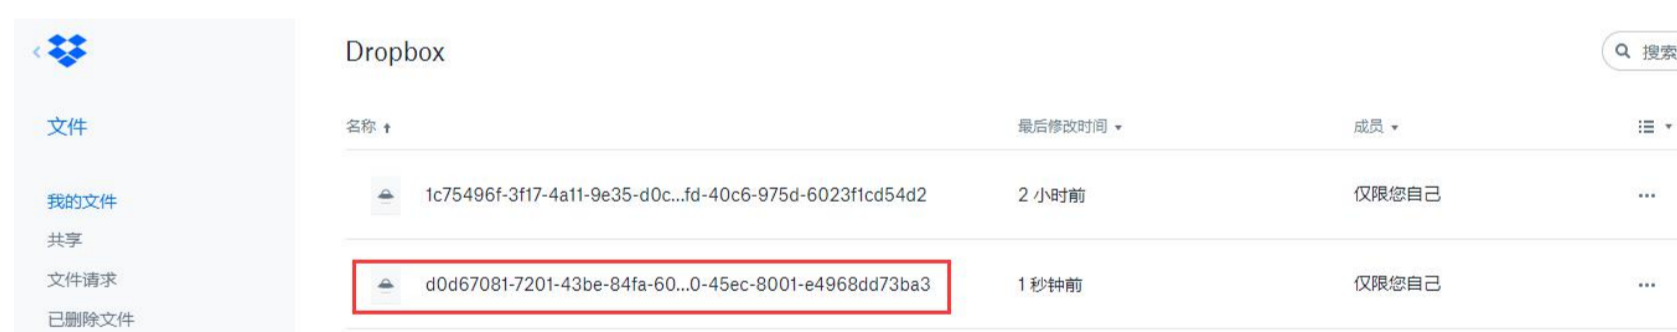 Dropbox
搜索
文件
名称
最后修改时间
成员
我的文件
1c75496f-3f17-4a11-9e35-d0c...fd-40c6-975d-6023f1cd54d2
2 小时前
仅限您自己
共享
文件请求
d0d67081-7201-43be-84fa-60...0-45ec-8001-e4968dd73ba3
1 秒钟前
仅限您自己
已删除文件